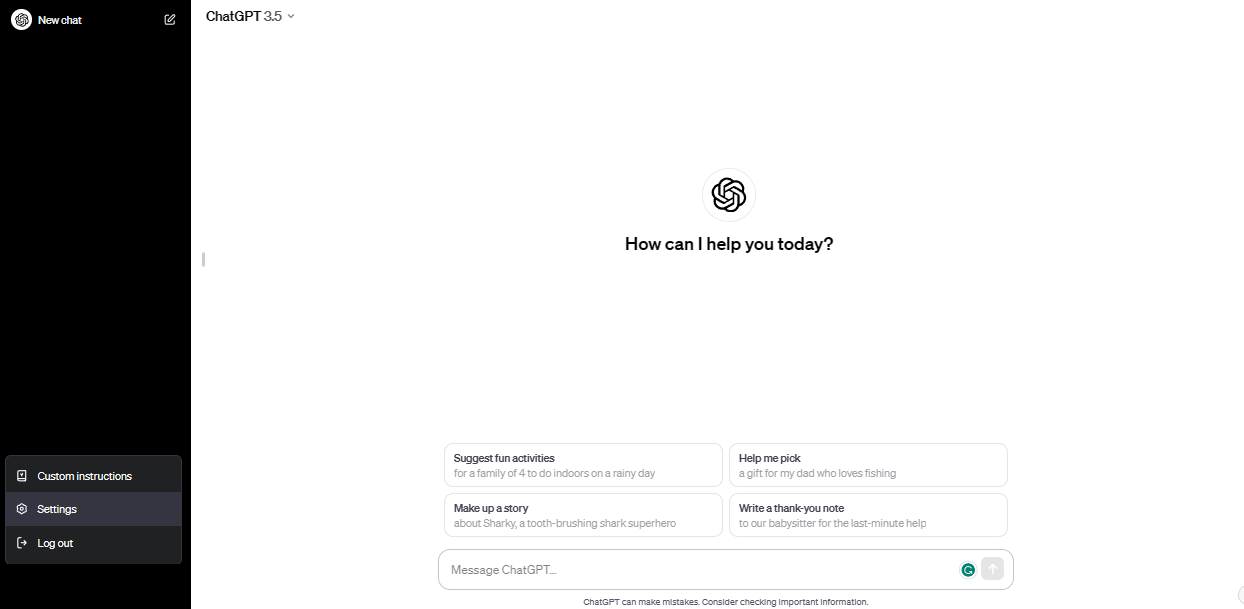 New chat
ChatGPT 3.5
How can I help you today?
Suggest fun activities
for a family of 4 to do indoors on a rainy day
Help me pick
a gift for my dad who loves fishing
Make up a story
about Sharky, a tooth-brushing shark superhero
Write a thank-you note
to our babysitter for the last-minute help
Custom instructions
Settings
Log out
Message ChatGPT...
G
ChatGPT can make mistakes. Consider checking important information.